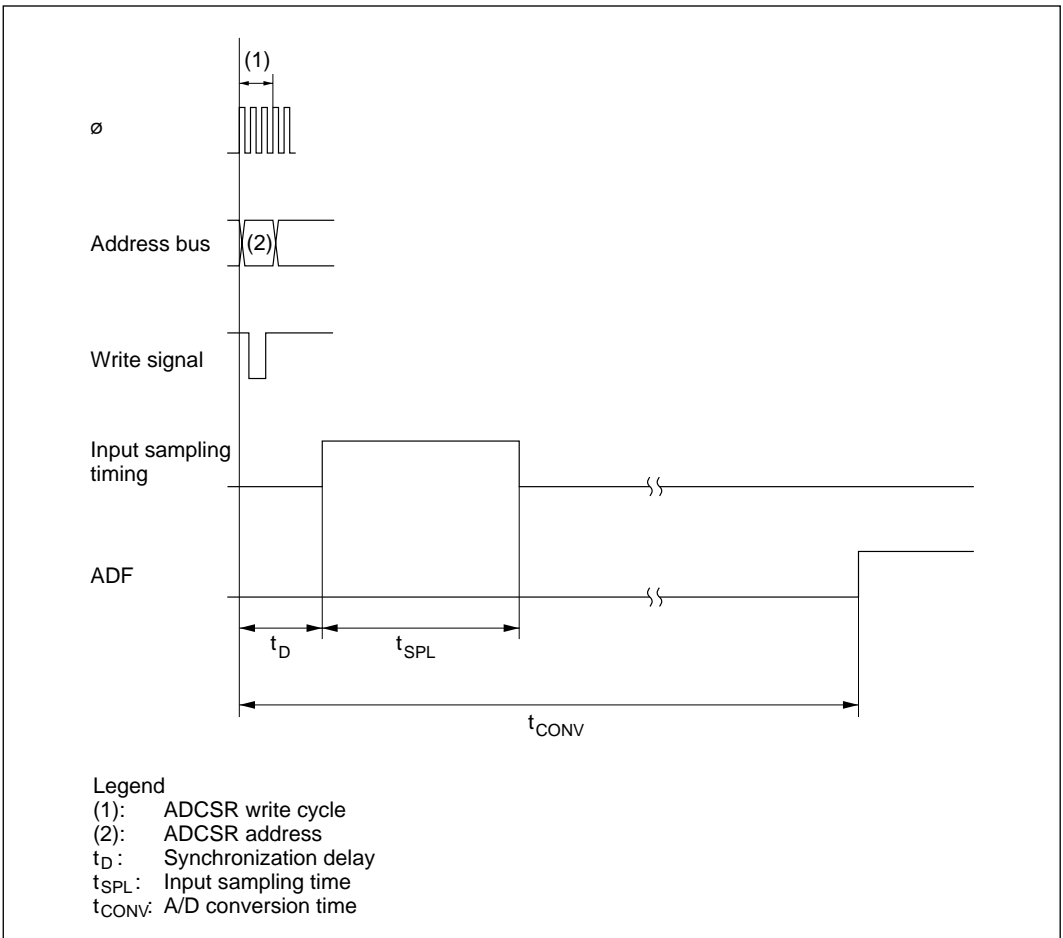 (1)
ø
Address bus
(2)
Write signal
Input sampling
timing
ADF
tD
tSPL
tCONV
Legend
(1): ADCSR write cycle
(2): ADCSR address
tD : Synchronization delay
tSPL : Input sampling time
tCONV: A/D conversion time